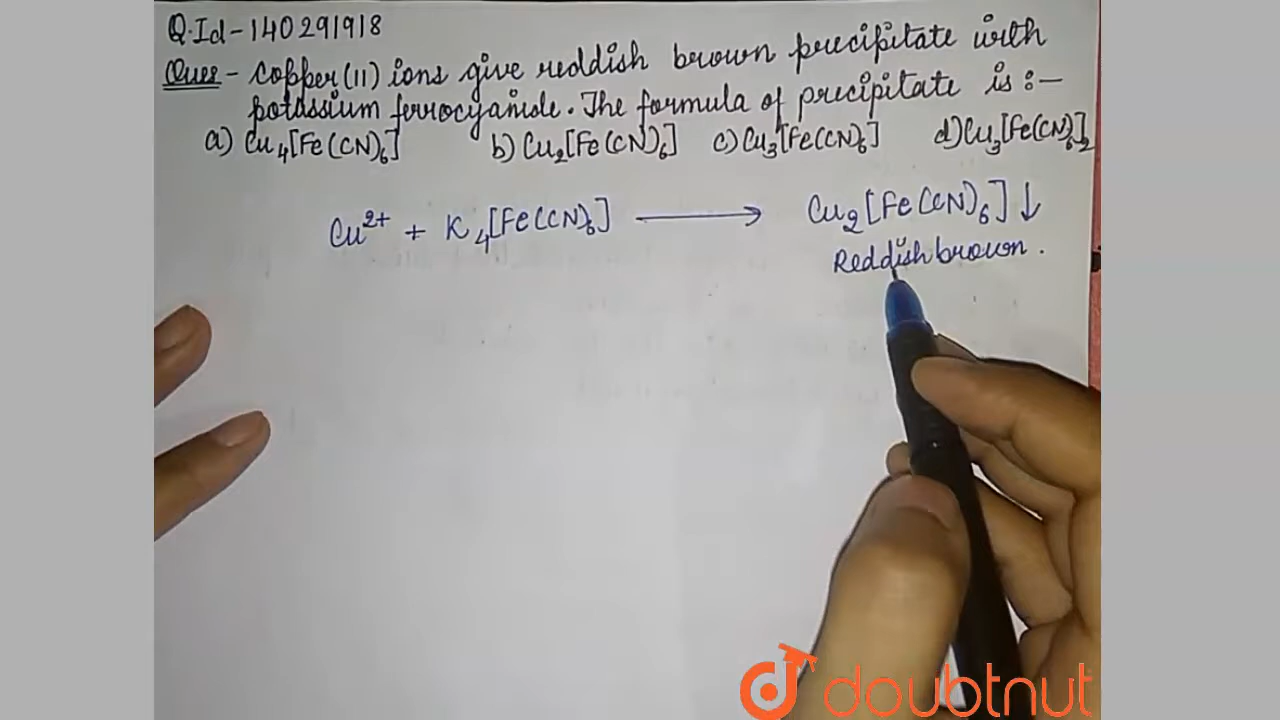 Q.Id-140291918
Ques - Copper(11) ions give reddish brown precipitate with
potassium ferrocyanide. The formula of precipitate is :-
a) Cu4[Fe(CN)6] b) Cu2[Fe(CN)6] c) Cu3[Fe(CN)6] d) Cu3[Fe(CN)6]2
Cu2+ + K4[Fe(CN)6] ⟶ Cu2[Fe(CN)6]↓
Reddish brown.
doubtnut